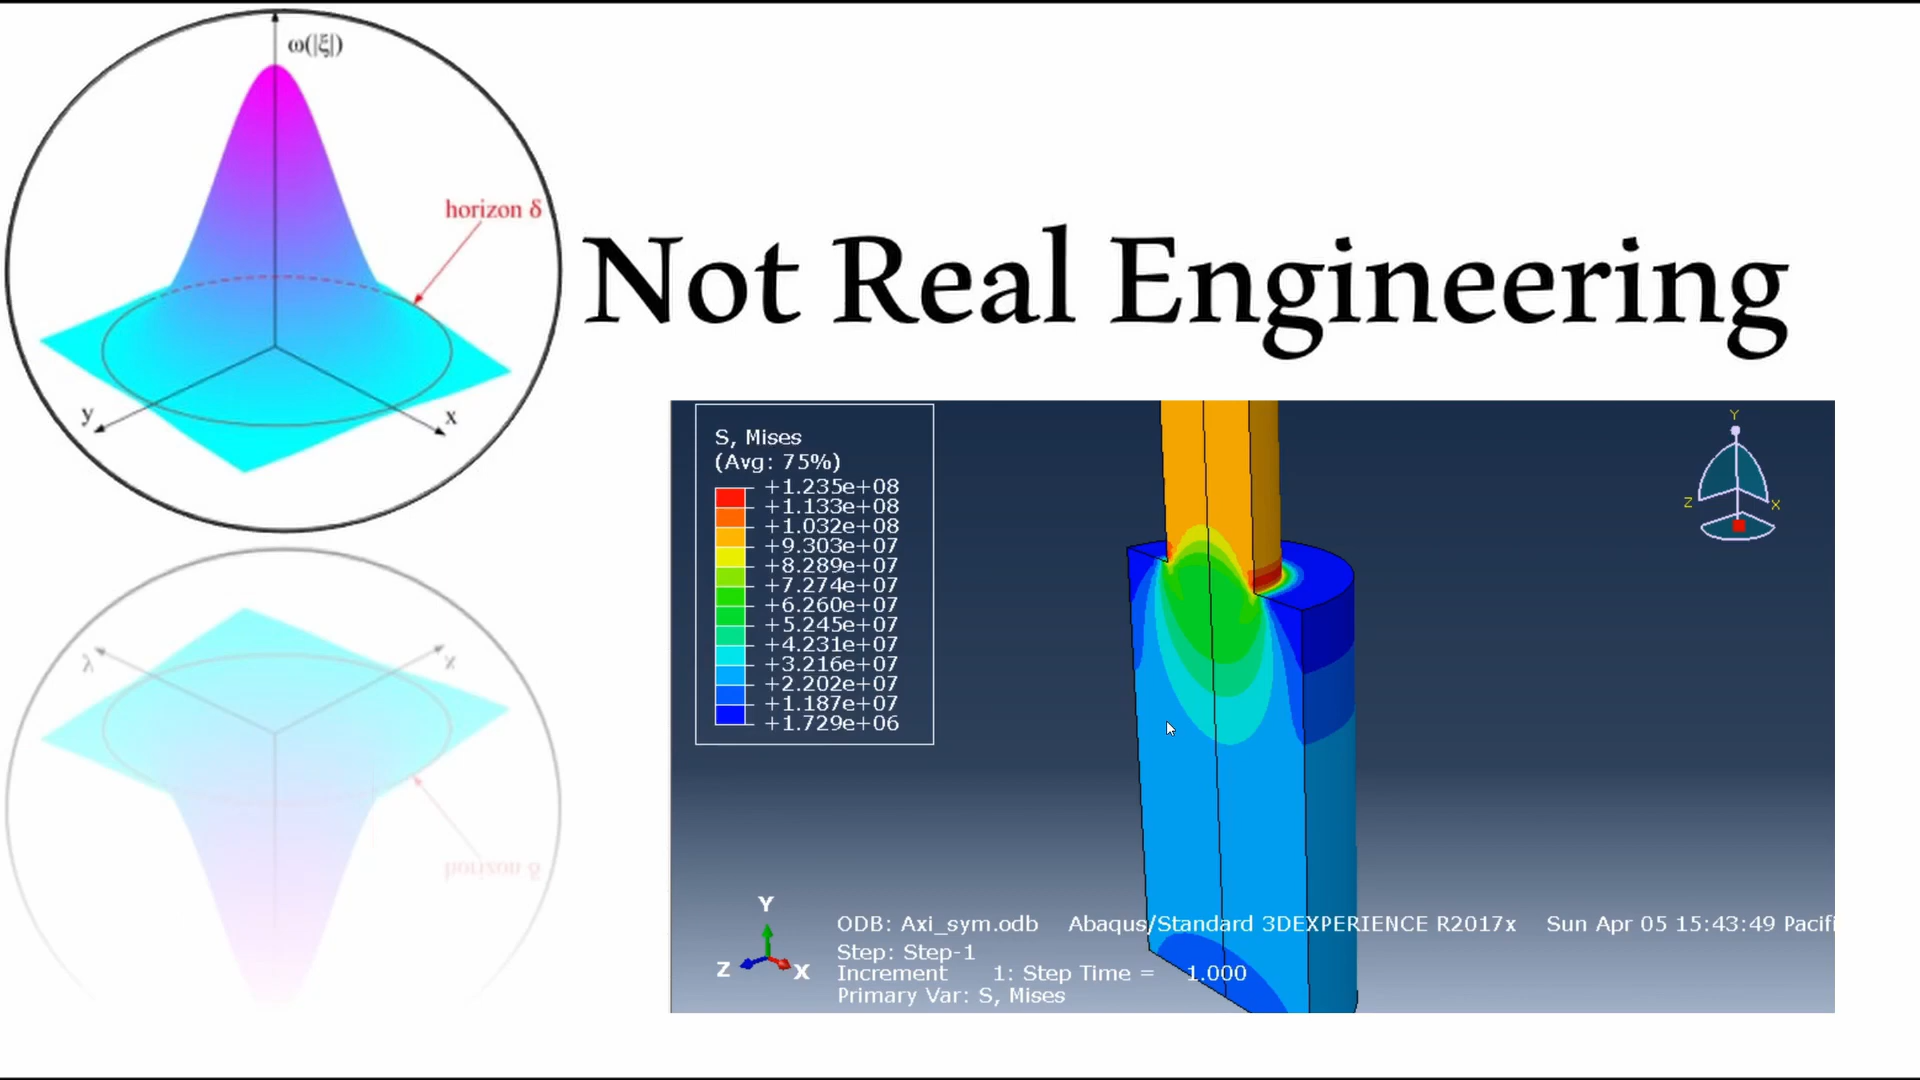 ω(|ξ|)
horizon δ
y
x
Not Real Engineering
S, Mises
(Avg: 75%)
+1.235e+08
+1.133e+08
+1.032e+08
+9.303e+07
+8.289e+07
+7.274e+07
+6.260e+07
+5.245e+07
+4.231e+07
+3.216e+07
+2.202e+07
+1.187e+07
+1.729e+06
Y
Z
X
Y
Z
X
ODB: Axi_sym.odb Abaqus/Standard 3DEXPERIENCE R2017x Sun Apr 05 15:43:49 Pacifi
Step: Step-1
Increment 1: Step Time = 1.000
Primary Var: S, Mises
y
x
horizon δ